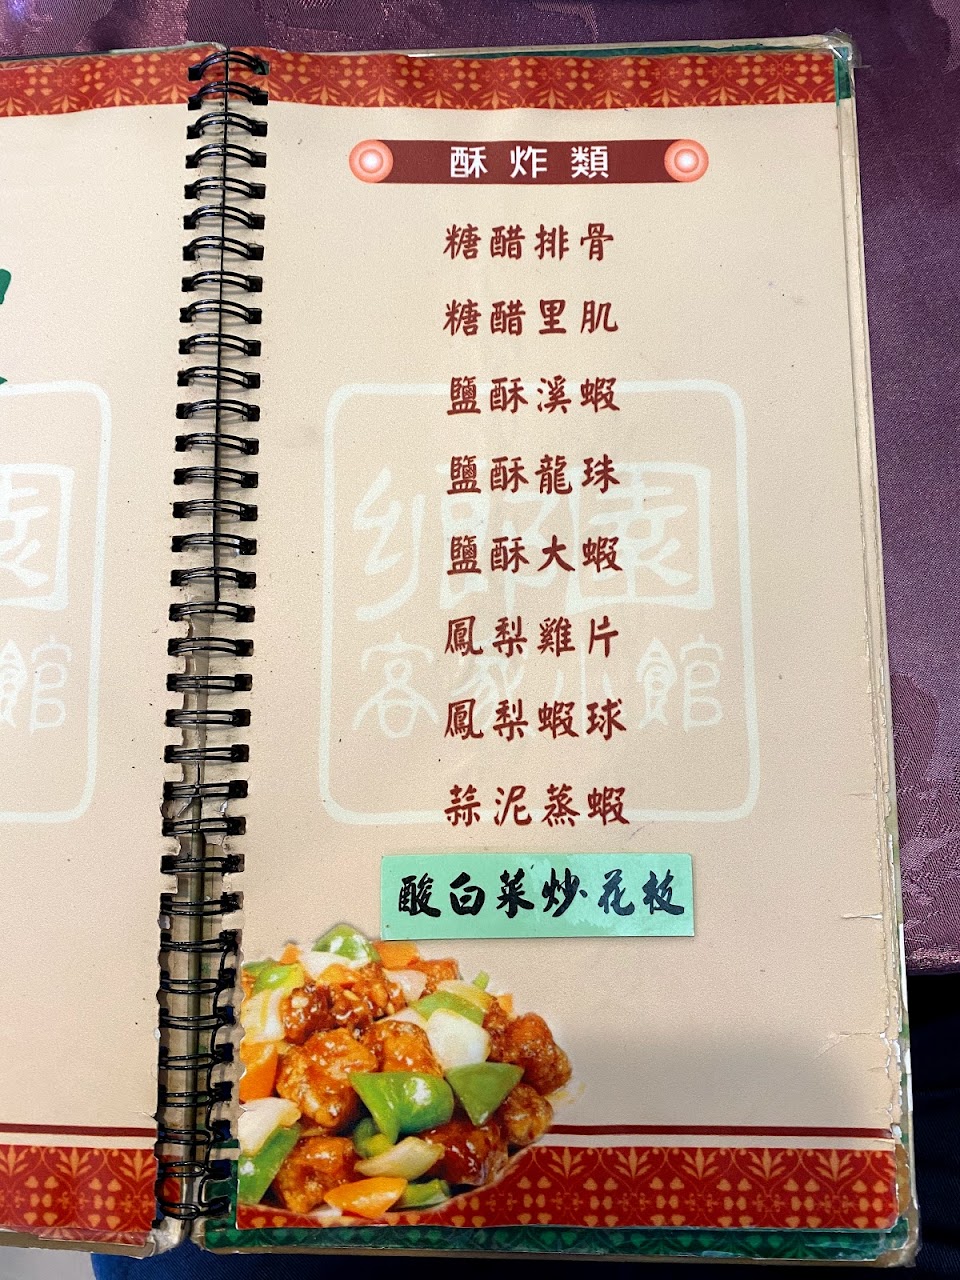 酥炸類
糖醋排骨
糖醋里肌
鹽酥溪蝦
鹽酥龍珠
鹽酥大蝦
鳳梨雞片
鳳梨蝦球
蒜泥蒸蝦
酸白菜炒花枝
鄉園
客家小館
園
館